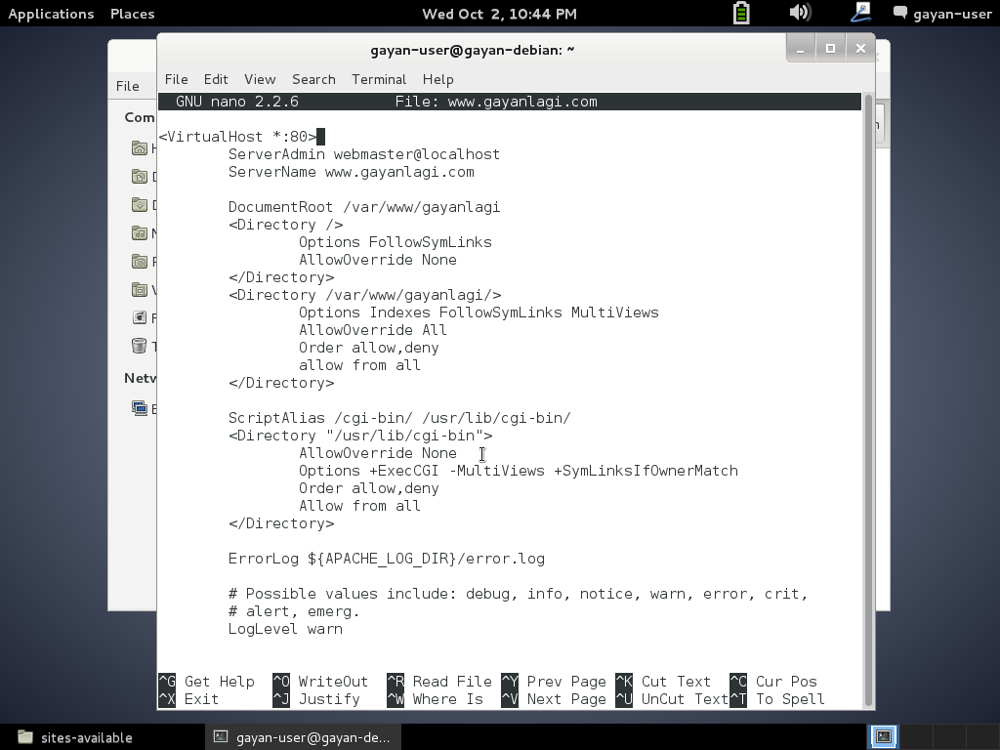 Applications Places Wed Oct 2, 10:44 PM gayan-user
gayan-user@gayan-debian: ~
File
Com
Netw
File Edit View Search Terminal Help
GNU nano 2.2.6 File: www.gayanlagi.com
<VirtualHost *:80>
ServerAdmin webmaster@localhost
ServerName www.gayanlagi.com
DocumentRoot /var/www/gayanlagi
<Directory />
Options FollowSymLinks
AllowOverride None
</Directory>
<Directory /var/www/gayanlagi/>
Options Indexes FollowSymLinks MultiViews
AllowOverride All
Order allow,deny
allow from all
</Directory>
ScriptAlias /cgi-bin/ /usr/lib/cgi-bin/
<Directory "/usr/lib/cgi-bin">
AllowOverride None
Options +ExecCGI -MultiViews +SymLinksIfOwnerMatch
Order allow,deny
Allow from all
</Directory>
ErrorLog ${APACHE_LOG_DIR}/error.log
# Possible values include: debug, info, notice, warn, error, crit,
# alert, emerg.
LogLevel warn
^G Get Help ^O WriteOut ^R Read File ^Y Prev Page ^K Cut Text ^C Cur Pos
^X Exit ^J Justify ^W Where Is ^V Next Page ^U UnCut Text ^T To Spell
sites-available gayan-user@gayan-de...